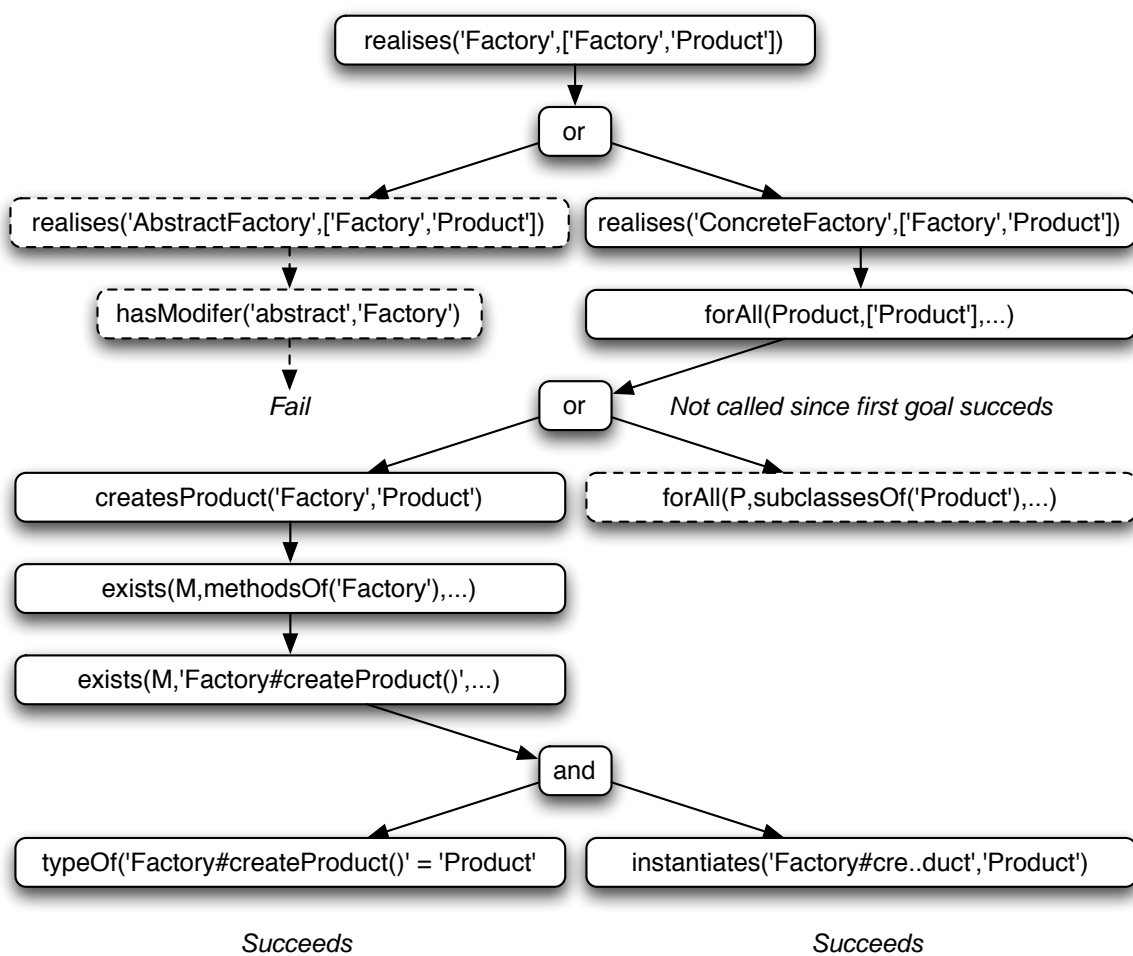 realises('Factory',['Factory','Product'])
or
realises('AbstractFactory',['Factory','Product'])
realises('ConcreteFactory',['Factory','Product'])
hasModifer('abstract','Factory')
forAll(Product,['Product'],...)
Fail
or
Not called since first goal succeds
createsProduct('Factory','Product')
forAll(P,subclassesOf('Product'),...)
exists(M,methodsOf('Factory'),...)
exists(M,'Factory#createProduct()',...)
and
typeOf('Factory#createProduct()' = 'Product'
instantiates('Factory#cre..duct','Product')
Succeeds
Succeeds